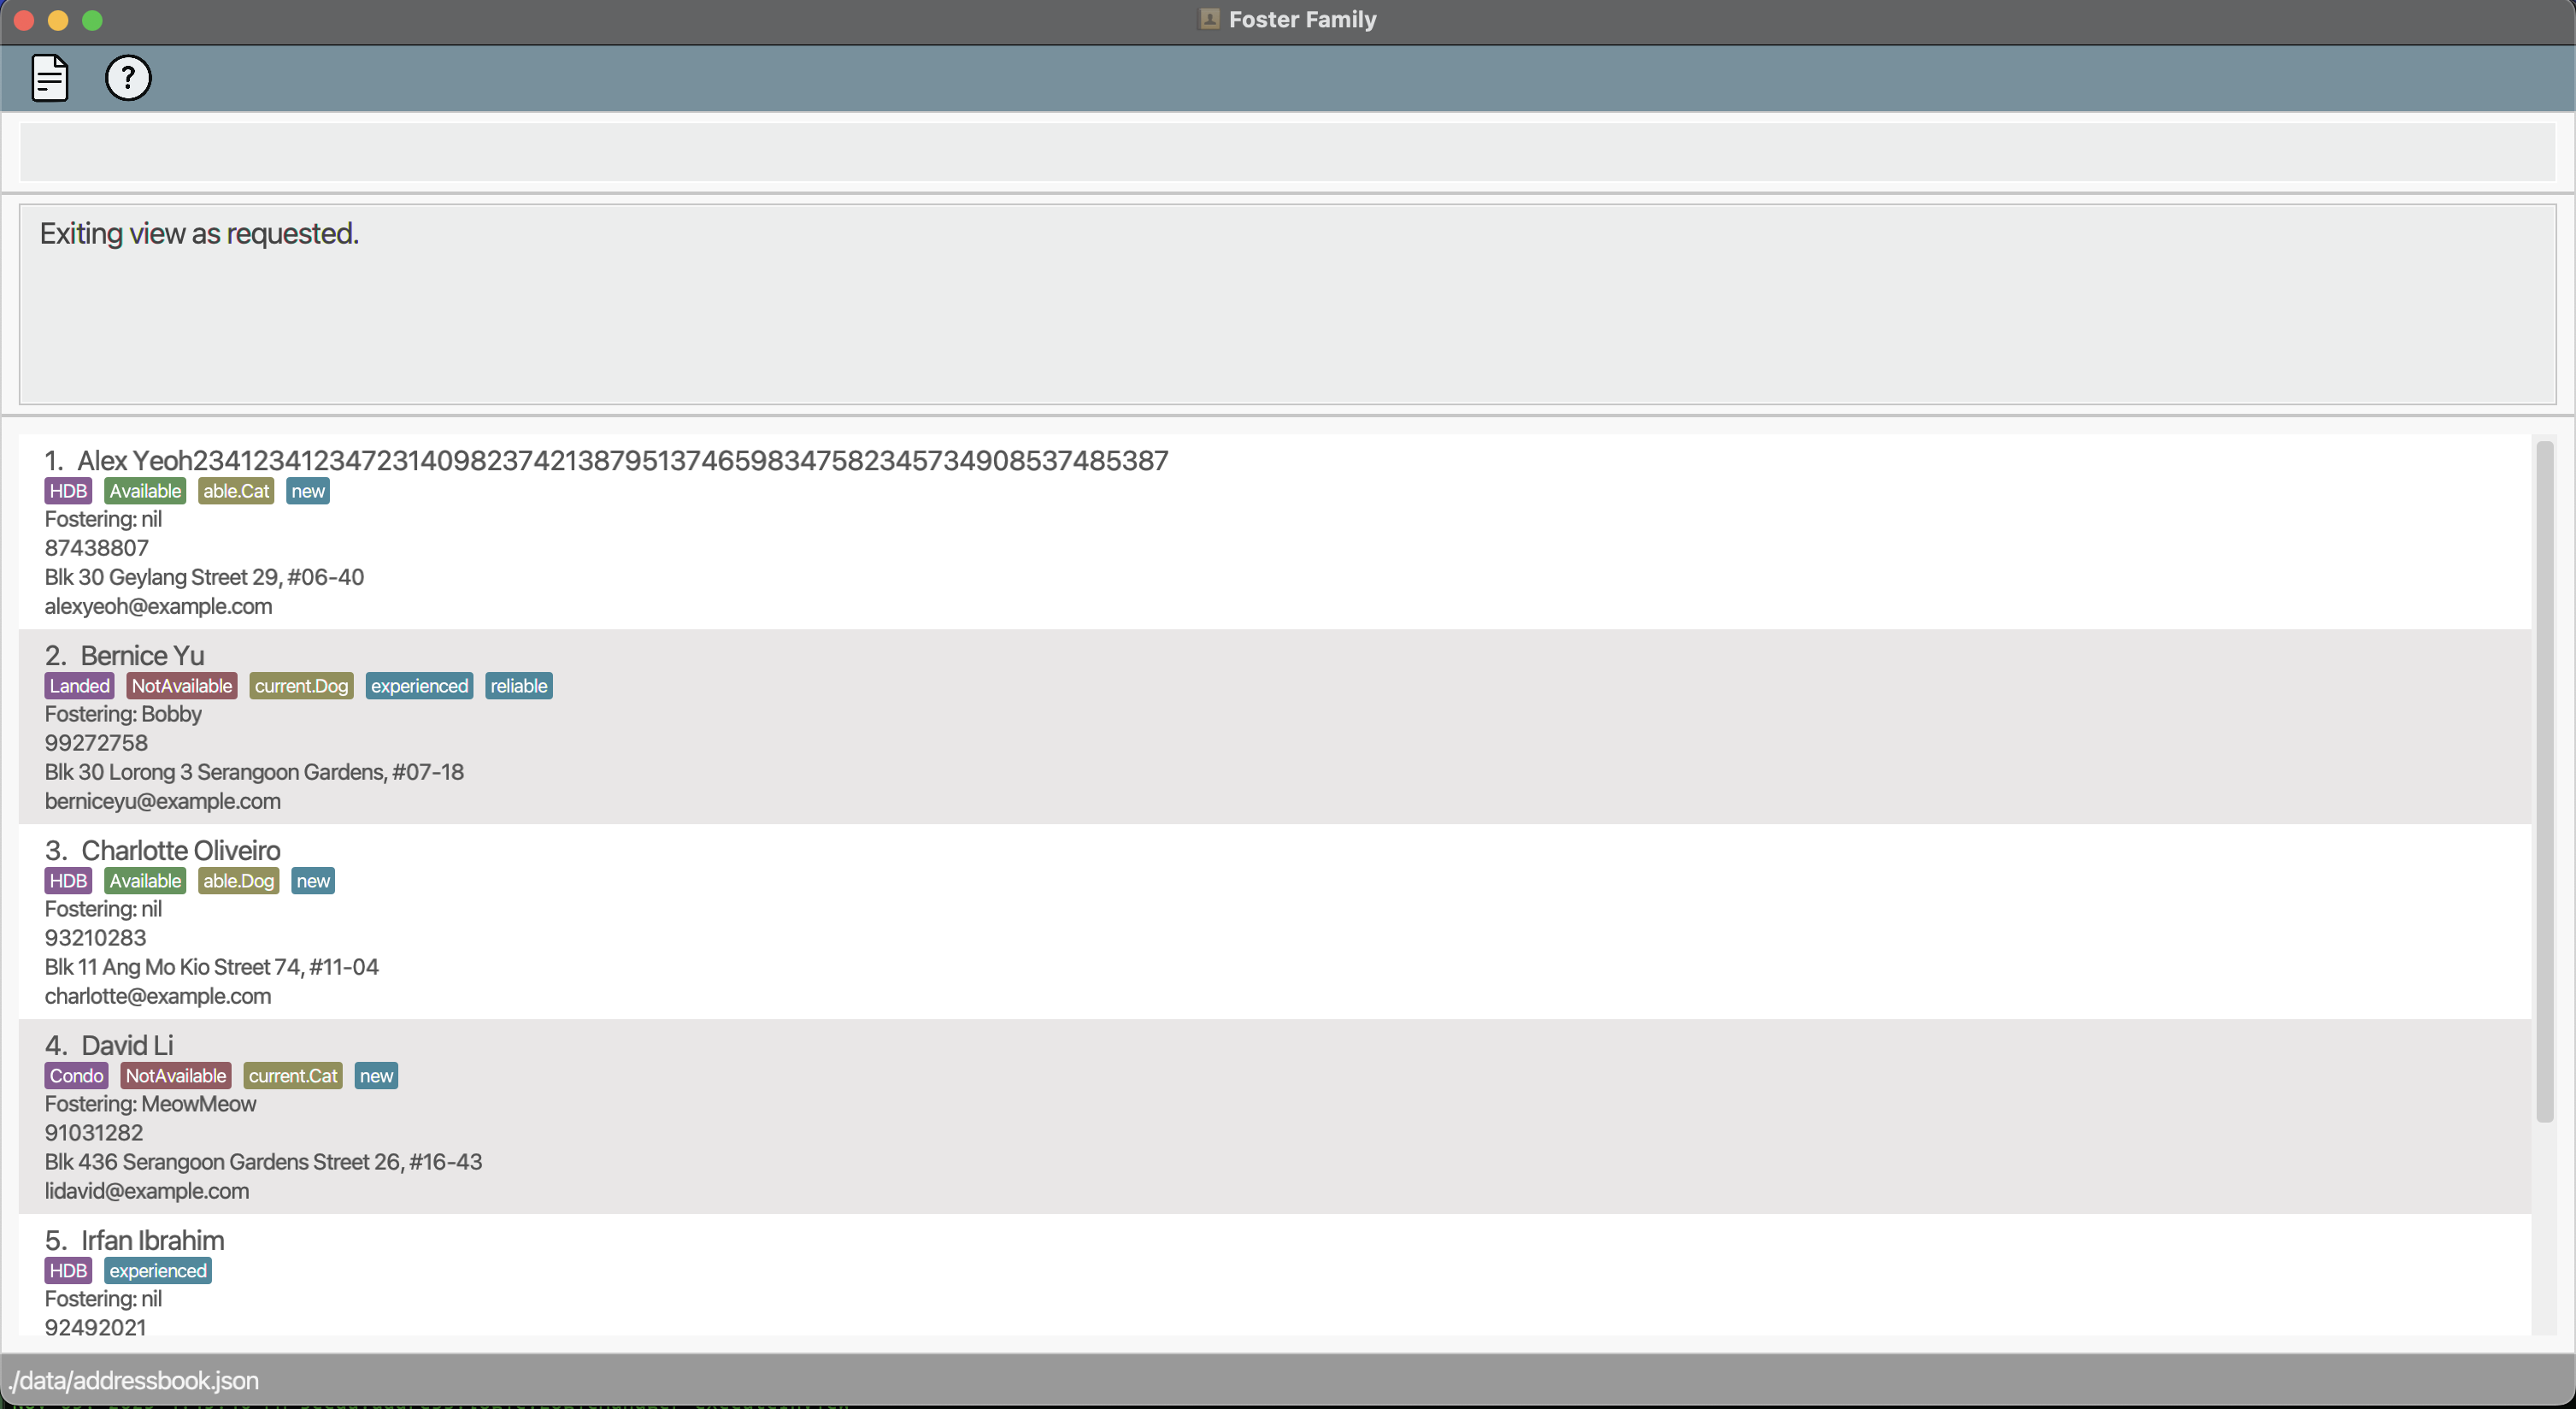 Foster Family
?
Exiting view as requested.
1. Alex Yeoh23412341234723140982374213879513746598347582345734908537485387
HDB Available able.Cat new
Fostering: nil
87438807
Blk 30 Geylang Street 29, #06-40
alexyeoh@example.com
2. Bernice Yu
Landed NotAvailable current.Dog experienced reliable
Fostering: Bobby
99272758
Blk 30 Lorong 3 Serangoon Gardens, #07-18
berniceyu@example.com
3. Charlotte Oliveiro
HDB Available able.Dog new
Fostering: nil
93210283
Blk 11 Ang Mo Kio Street 74, #11-04
charlotte@example.com
4. David Li
Condo NotAvailable current.Cat new
Fostering: MeowMeow
91031282
Blk 436 Serangoon Gardens Street 26, #16-43
lidavid@example.com
5. Irfan Ibrahim
HDB experienced
Fostering: nil
92492021
./data/addressbook.json